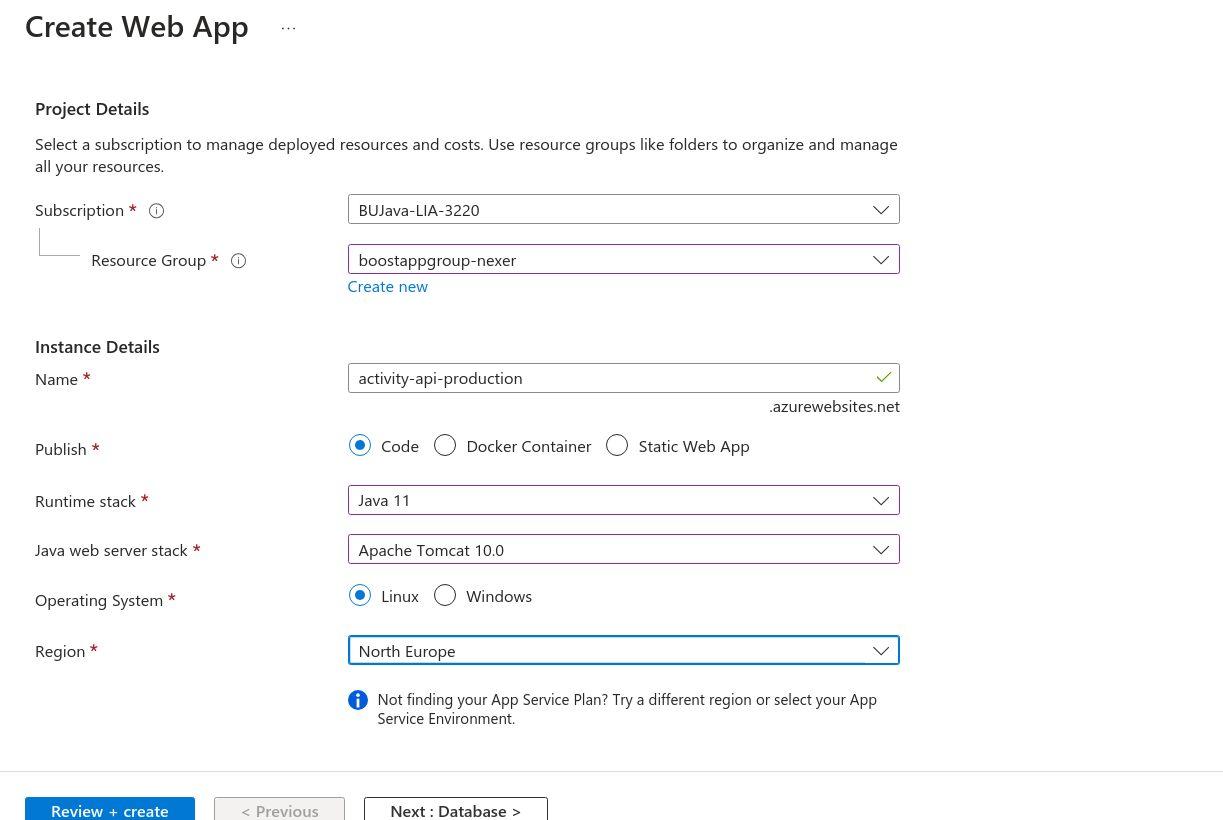 Create Web App ...
Project Details
Select a subscription to manage deployed resources and costs. Use resource groups like folders to organize and manage
all your resources.
Subscription *
BUJava-LIA-3220
Resource Group *
boostappgroup-nexer
Create new
Instance Details
Name *
activity-api-production
.azurewebsites.net
Publish *
Code Docker Container Static Web App
Runtime stack *
Java 11
Java web server stack *
Apache Tomcat 10.0
Operating System *
Linux Windows
Region *
North Europe
Not finding your App Service Plan? Try a different region or select your App
Service Environment.
Review + create < Previous Next : Database >